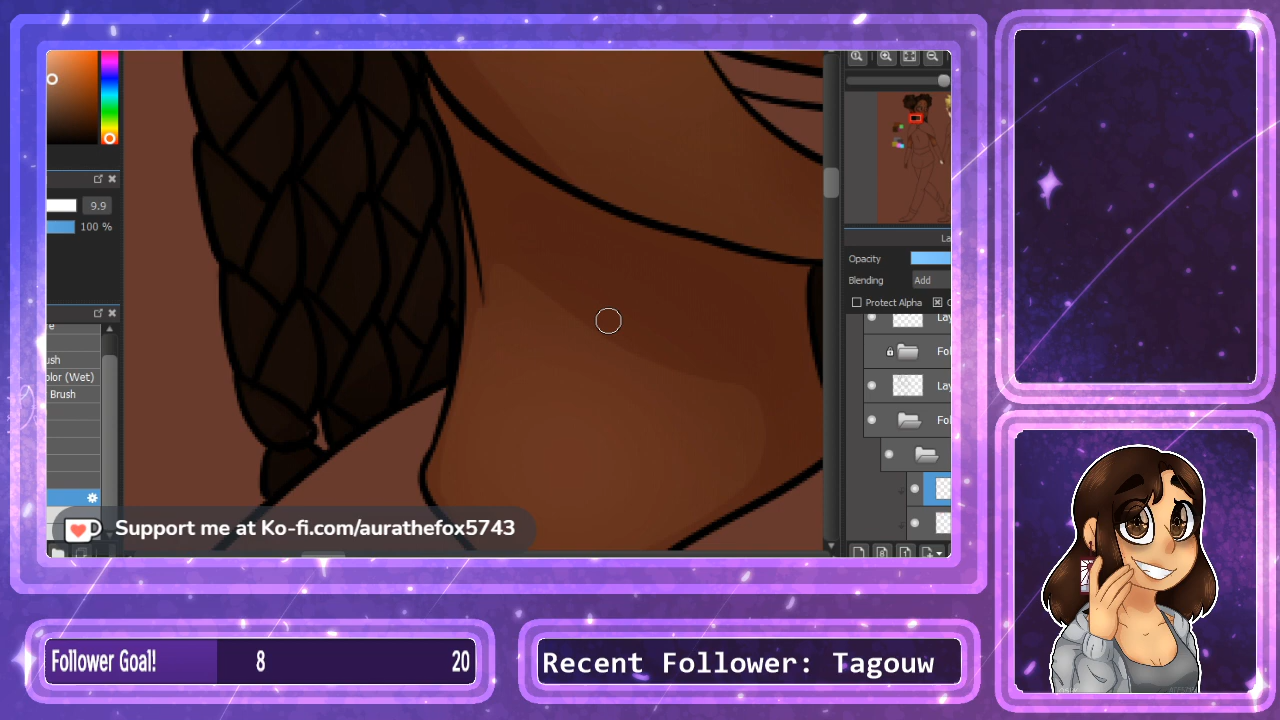 9.9
100 %
e
ush
olor (Wet)
Brush
La
Opacity
Blending
Add
Protect Alpha
C
Lay
Fol
Lay
Fol
Support me at Ko-fi.com/aurathefox5743
Follower Goal!
8
20
Recent Follower: Tagouw